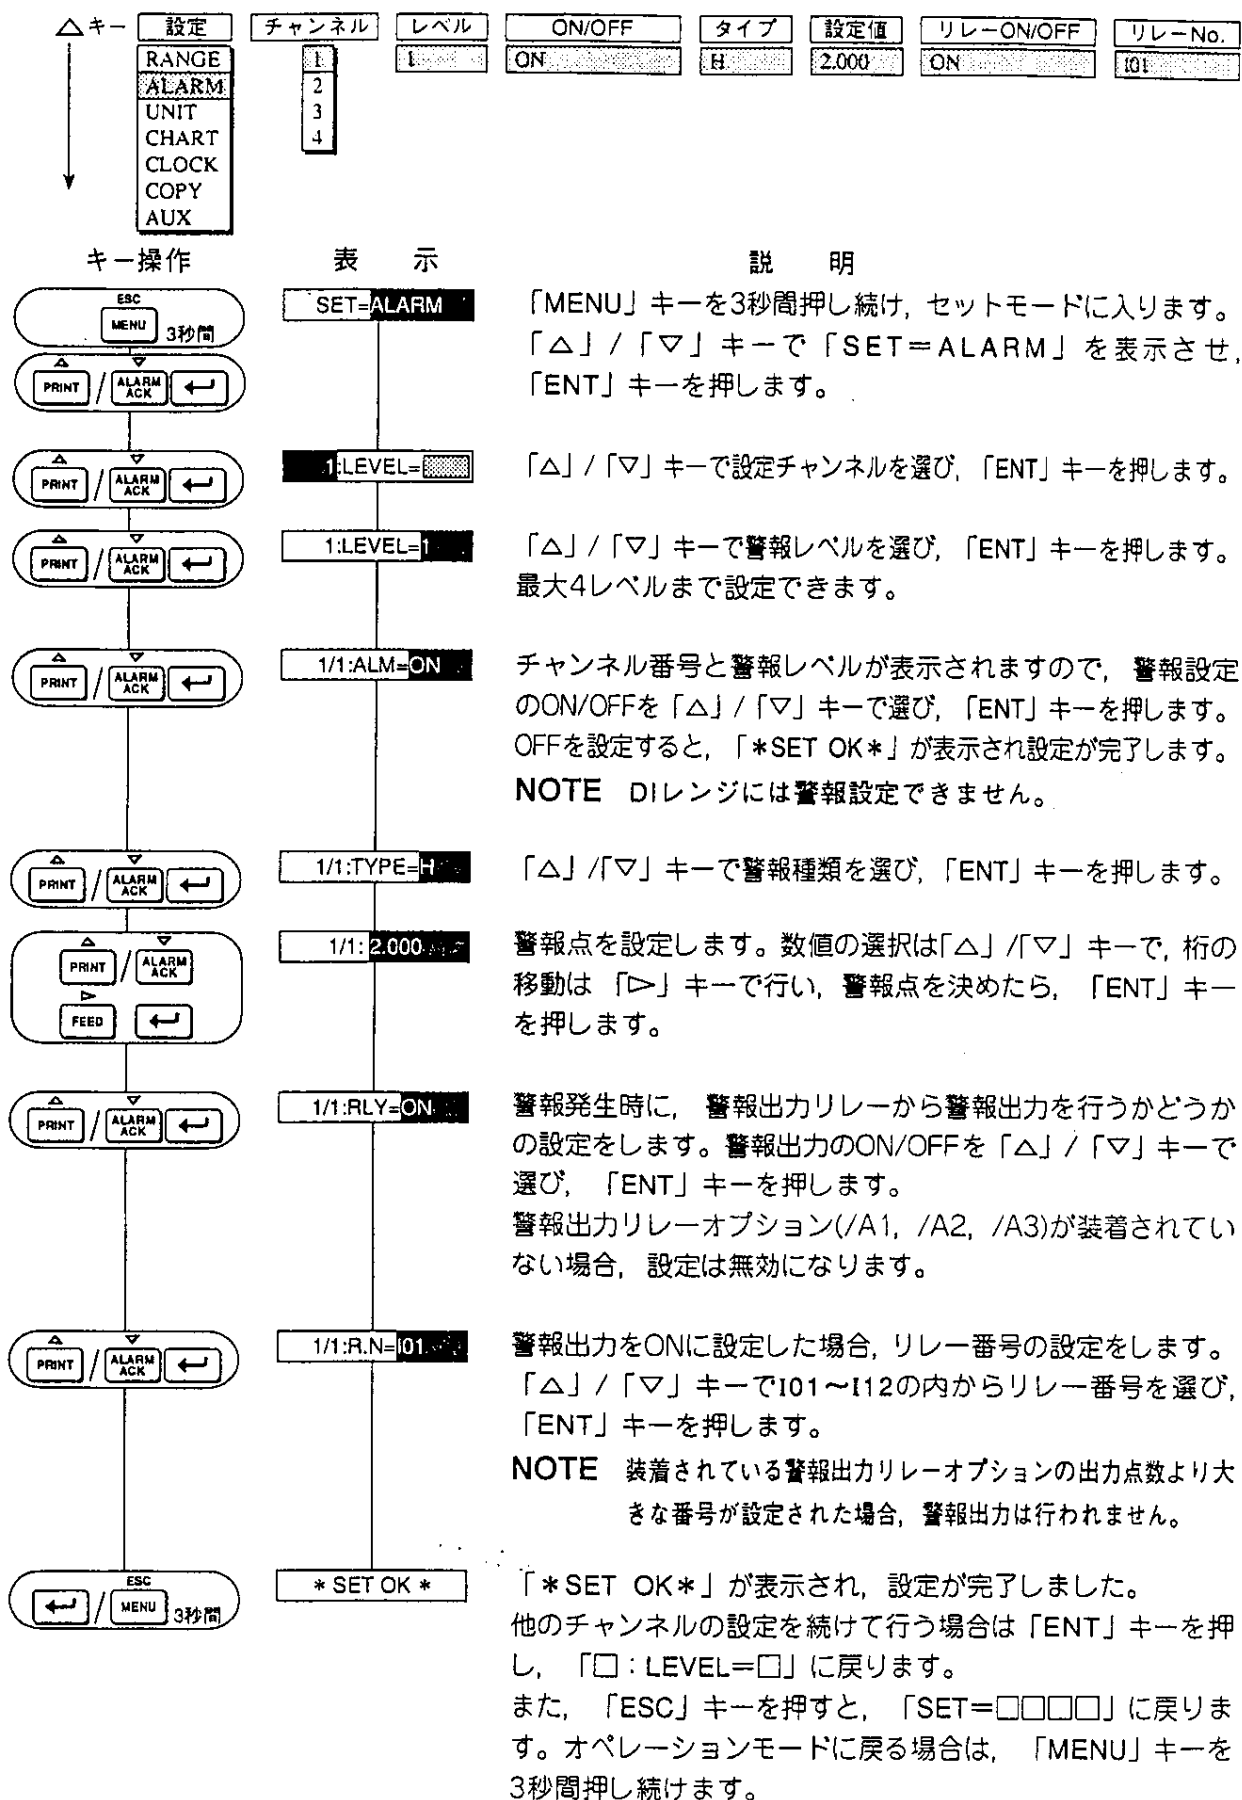 △キー 設定 チャンネル レベル ON/OFF タイプ 設定値 リレーON/OFF リレーNo.
RANGE 1 1 ON H 2.000 ON I01
ALARM 2
UNIT 3
CHART 4
CLOCK
COPY
AUX
キー操作 表 示 説 明
ESC
MENU 3秒間
SET=ALARM
「MENU」キーを3秒間押し続け,セットモードに入ります。
「△」/「▽」キーで「SET=ALARM」を表示させ,
「ENT」キーを押します。
△ ▽
PRINT / ALARM ACK ↵
△ ▽
PRINT / ALARM ACK ↵
1:LEVEL=
「△」/「▽」キーで設定チャンネルを選び,「ENT」キーを押します。
△ ▽
PRINT / ALARM ACK ↵
1:LEVEL=1
「△」/「▽」キーで警報レベルを選び,「ENT」キーを押します。
最大4レベルまで設定できます。
△ ▽
PRINT / ALARM ACK ↵
1/1:ALM=ON
チャンネル番号と警報レベルが表示されますので,警報設定
のON/OFFを「△」/「▽」キーで選び,「ENT」キーを押します。
OFFを設定すると,「*SET OK*」が表示され設定が完了します。
NOTE DIレンジには警報設定できません。
△ ▽
PRINT / ALARM ACK ↵
1/1:TYPE=H
「△」/「▽」キーで警報種類を選び,「ENT」キーを押します。
△ ▽
PRINT / ALARM ACK
▷
FEED ↵
1/1: 2.000
警報点を設定します。数値の選択は「△」/「▽」キーで,桁の
移動は「▷」キーで行い,警報点を決めたら,「ENT」キー
を押します。
△ ▽
PRINT / ALARM ACK ↵
1/1:RLY=ON
警報発生時に,警報出力リレーから警報出力を行うかどうか
の設定をします。警報出力のON/OFFを「△」/「▽」キーで
選び,「ENT」キーを押します。
警報出力リレーオプション(/A1, /A2, /A3)が装着されてい
ない場合,設定は無効になります。
△ ▽
PRINT / ALARM ACK ↵
1/1:R.N=I01
警報出力をONに設定した場合,リレー番号の設定をします。
「△」/「▽」キーでI01~I12の内からリレー番号を選び,
「ENT」キーを押します。
NOTE 装着されている警報出力リレーオプションの出力点数より大
きな番号が設定された場合,警報出力は行われません。
ESC
↵ / MENU 3秒間
* SET OK *
「*SET OK*」が表示され,設定が完了しました。
他のチャンネルの設定を続けて行う場合は「ENT」キーを押
し,「□:LEVEL=□」に戻ります。
また,「ESC」キーを押すと,「SET=□□□□」に戻りま
す。オペレーションモードに戻る場合は,「MENU」キーを
3秒間押し続けます。